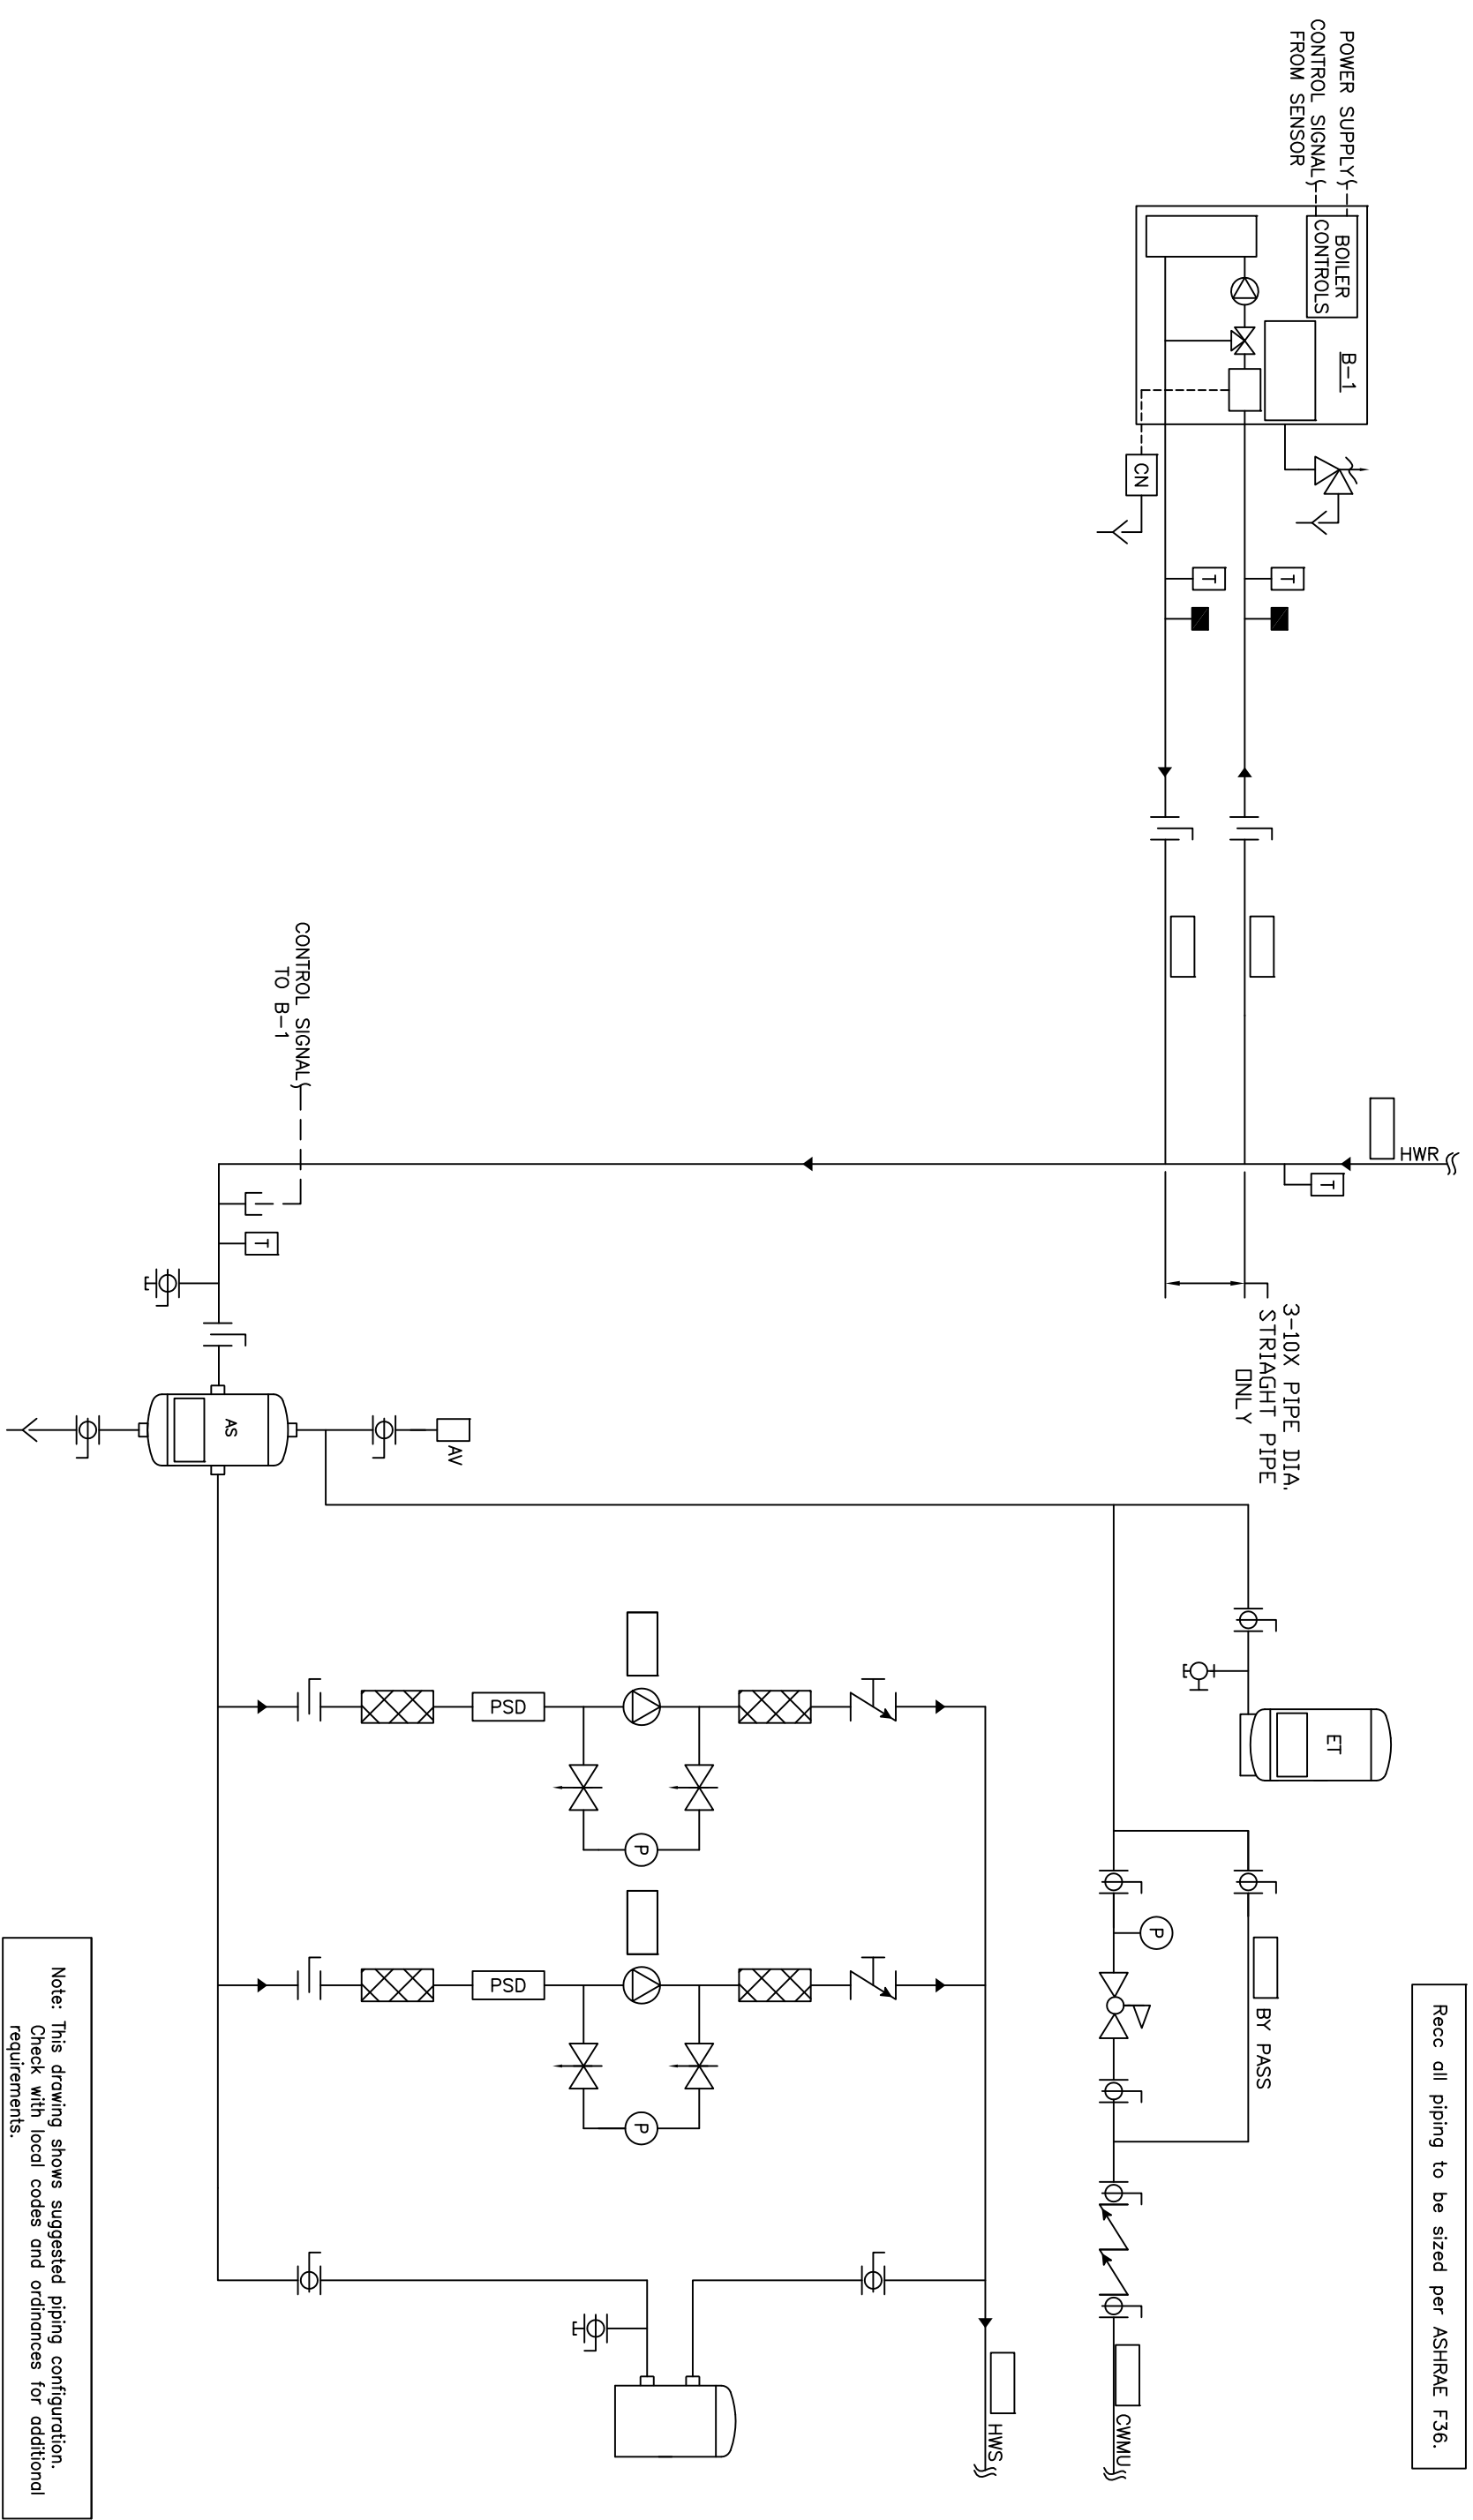 POWER SUPPLY
CONTROL SIGNAL
FROM SENSOR
BOILER
CONTROLS
B-1
CN
T
T
HWR
T
CONTROL SIGNAL
TO B-1
T
3-10X PIPE DIA.
STRIAGHT PIPE
ONLY
AS
AV
ET
PSD
P
PSD
P
P
BY PASS
CWMU
HWS
Recc all piping to be sized per ASHRAE F36.
Note: This drawing shows suggested piping configuration.
Check with local codes and ordinances for additional
requirements.